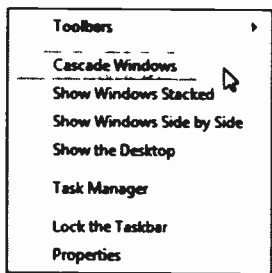 Toolbars
Cascade Windows
Show Windows Stacked
Show Windows Side by Side
Show the Desktop
Task Manager
Lock the Taskbar
Properties